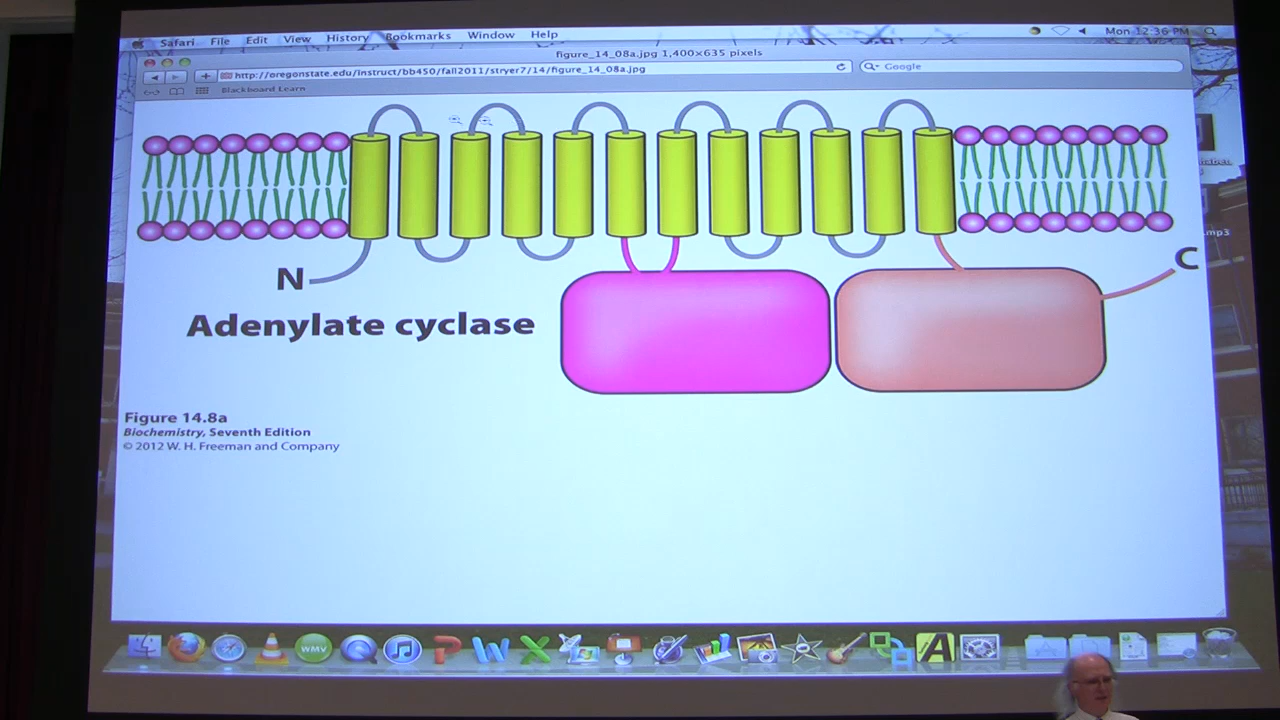 Safari File Edit View History Bookmarks Window Help Mon 12:36 PM
figure_14_08a.jpg 1,400×635 pixels
http://oregonstate.edu/instruct/bb450/fall2011/stryer7/14/figure_14_08a.jpg Google
Blackboard Learn
.mp3
N
C
Adenylate cyclase
Figure 14.8a
Biochemistry, Seventh Edition
© 2012 W. H. Freeman and Company
WMV